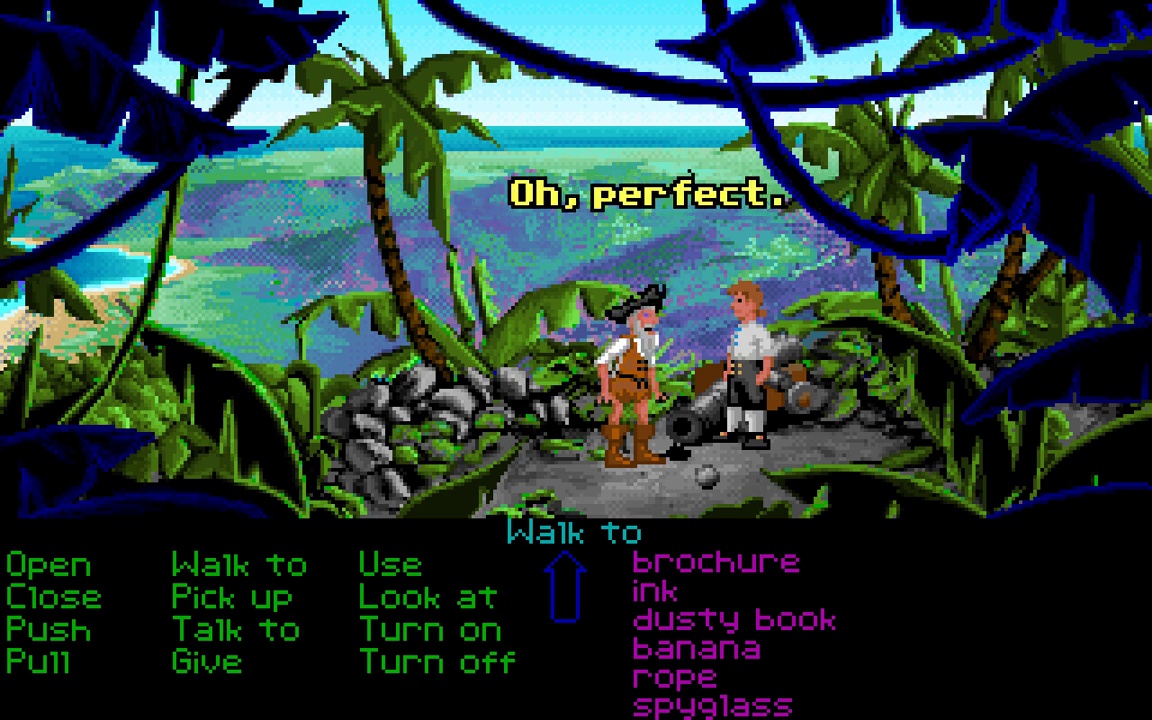 Oh, perfect.
Walk to
Open Walk to Use
Close Pick up Look at
Push Talk to Turn on
Pull Give Turn off
brochure
ink
dusty book
banana
rope
spyglass